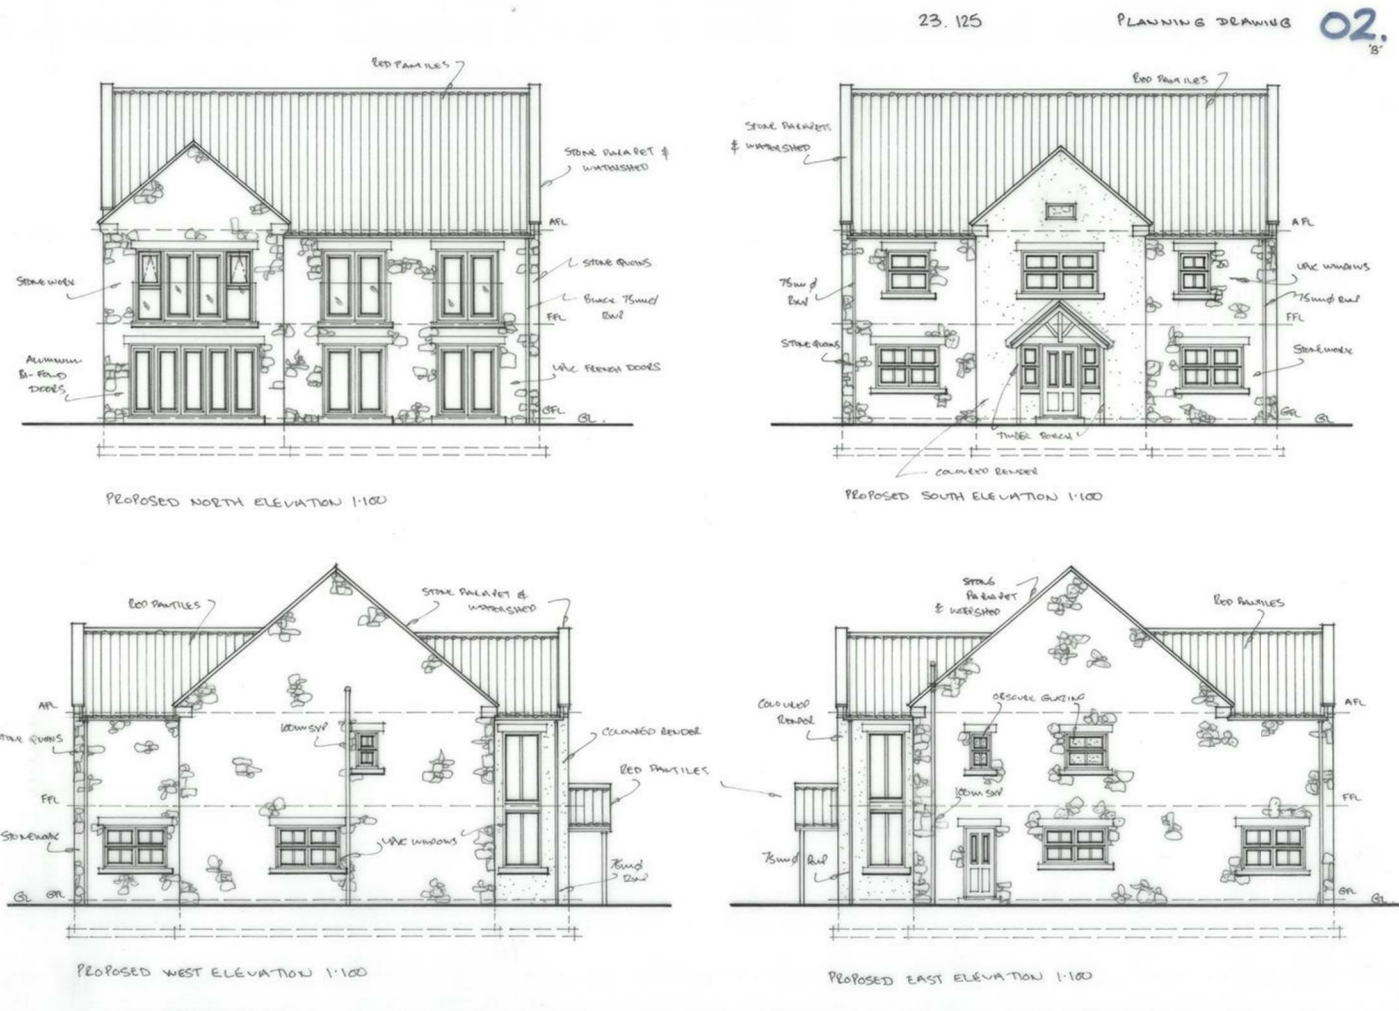 23. 125
PLANNING DRAWING 02.
'B'
RED PANTILES
STONE PARAPET &
WATERSHED
AFL
STONE QUOINS
BLACK 75mmØ
RWP
FFL
UPVC FRENCH DOORS
GFL
GL.
STONEWORK
ALUMINIUM
BI-FOLD
DOORS
PROPOSED NORTH ELEVATION 1:100
RED PANTILES
STONE PARAPETS
& WATERSHED
AFL
75mm Ø
RWP
UPVC WINDOWS
75mm Ø RWP
FFL
STONE QUOINS
STONEWORK
GFL
GL
TIMBER PORCH
COLOURED RENDER
PROPOSED SOUTH ELEVATION 1:100
RED PANTILES
STONE PARAPET &
WATERSHED
AFL
STONE QUOINS
100mm SVP
COLOURED RENDER
RED PANTILES
FFL
STONEWORK
UPVC WINDOWS
75mmØ
RWP
GL
GFL
PROPOSED WEST ELEVATION 1:100
STONE
PARAPET
& WATERSHED
RED PANTILES
COLOURED
RENDER
OBSCURE GLAZING
AFL
100mm SVP
FFL
75mmØ RWP
GFL
GL
PROPOSED EAST ELEVATION 1:100